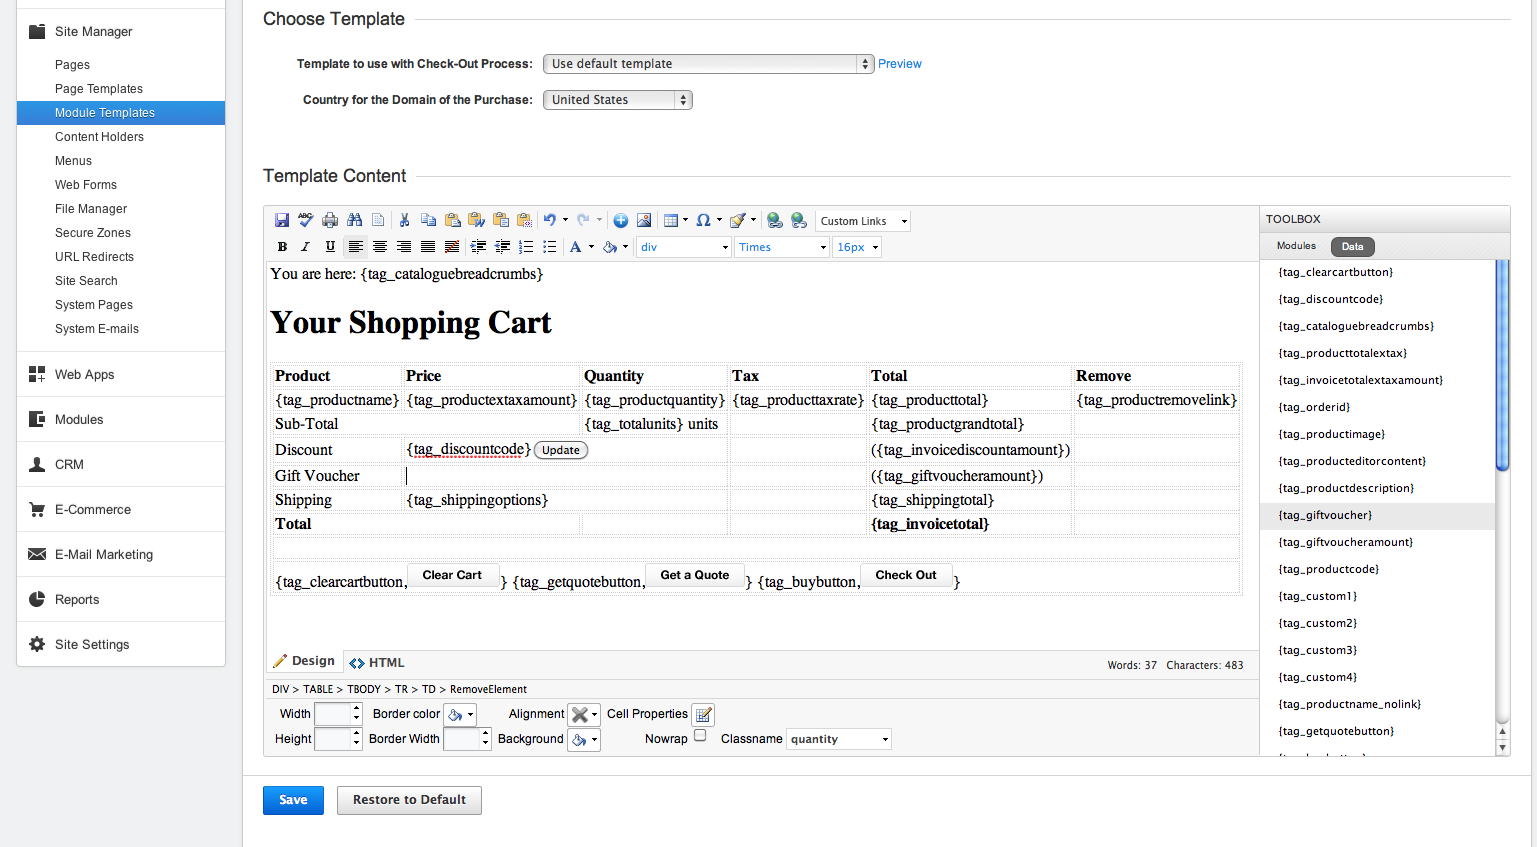 Site Manager
Pages
Page Templates
Module Templates
Content Holders
Menus
Web Forms
File Manager
Secure Zones
URL Redirects
Site Search
System Pages
System E-mails
Web Apps
Modules
CRM
E-Commerce
E-Mail Marketing
Reports
Site Settings
Choose Template
Template to use with Check-Out Process: Use default template Preview
Country for the Domain of the Purchase: United States
Template Content
ABC Custom Links
B I U A div Times 16px
You are here: {tag_cataloguebreadcrumbs}
Your Shopping Cart
Product Price Quantity Tax Total Remove
{tag_productname} {tag_productextaxamount} {tag_productquantity} {tag_producttaxrate} {tag_producttotal} {tag_productremovelink}
Sub-Total {tag_totalunits} units {tag_productgrandtotal}
Discount {tag_discountcode} Update ({tag_invoicediscountamount})
Gift Voucher ({tag_giftvoucheramount})
Shipping {tag_shippingoptions} {tag_shippingtotal}
Total {tag_invoicetotal}
{tag_clearcartbutton, Clear Cart } {tag_getquotebutton, Get a Quote } {tag_buybutton, Check Out }
Design HTML Words: 37 Characters: 483
DIV > TABLE > TBODY > TR > TD > RemoveElement
Width Border color Alignment Cell Properties
Height Border Width Background Nowrap Classname quantity
TOOLBOX
Modules Data
{tag_clearcartbutton}
{tag_discountcode}
{tag_cataloguebreadcrumbs}
{tag_producttotalextax}
{tag_invoicetotalextaxamount}
{tag_orderid}
{tag_productimage}
{tag_producteditorcontent}
{tag_productdescription}
{tag_giftvoucher}
{tag_giftvoucheramount}
{tag_productcode}
{tag_custom1}
{tag_custom2}
{tag_custom3}
{tag_custom4}
{tag_productname_nolink}
{tag_getquotebutton}
Save Restore to Default